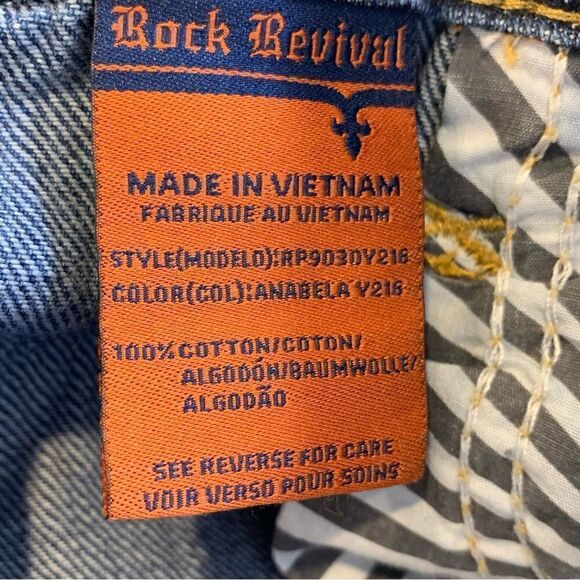 Rock Revival
MADE IN VIETNAM
FABRIQUE AU VIETNAM
STYLE(MODELO):RP9030Y216
COLOR(COL):ANABELA Y216
100% COTTON/COTON/
ALGODÓN/BAUMWOLLE/
ALGODÃO
SEE REVERSE FOR CARE
VOIR VERSO POUR SOINS